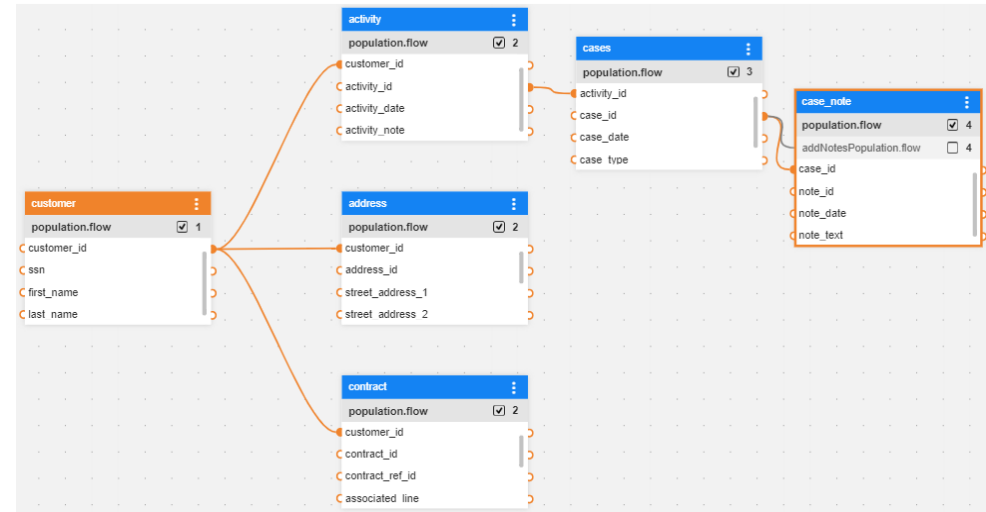 activity
population.flow 2
customer_id
activity_id
activity_date
activity_note
cases
population.flow 3
activity_id
case_id
case_date
case_type
case_note
population.flow 4
addNotesPopulation.flow 4
case_id
note_id
note_date
note_text
customer
population.flow 1
customer_id
ssn
first_name
last_name
address
population.flow 2
customer_id
address_id
street_address_1
street_address_2
contract
population.flow 2
customer_id
contract_id
contract_ref_id
associated_line